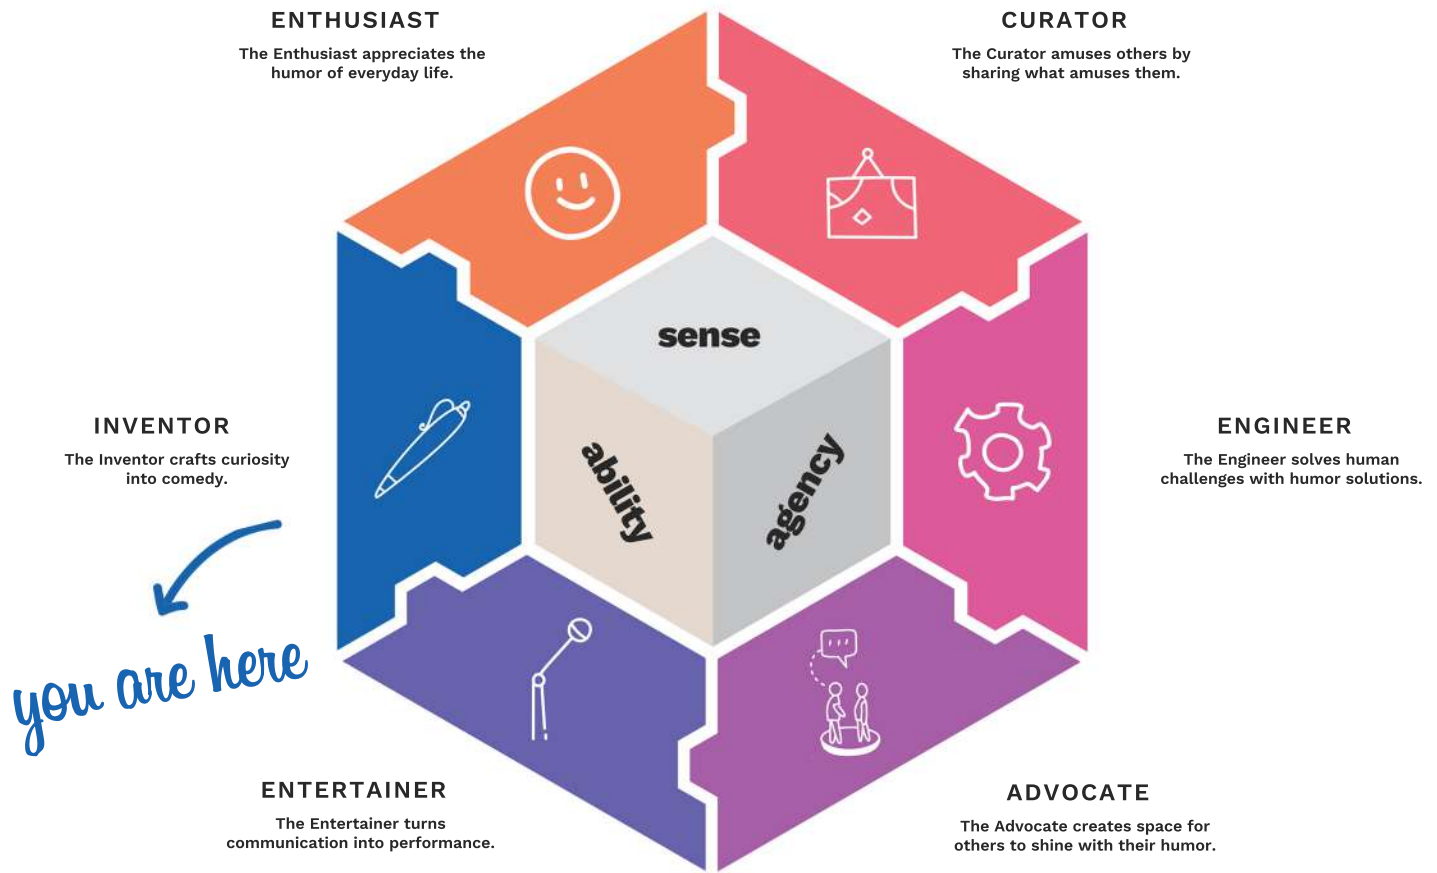 ENTHUSIAST
The Enthusiast appreciates the
humor of everyday life.
CURATOR
The Curator amuses others by
sharing what amuses them.
sense
ability
agency
INVENTOR
The Inventor crafts curiosity
into comedy.
ENGINEER
The Engineer solves human
challenges with humor solutions.
you are here
ENTERTAINER
The Entertainer turns
communication into performance.
ADVOCATE
The Advocate creates space for
others to shine with their humor.